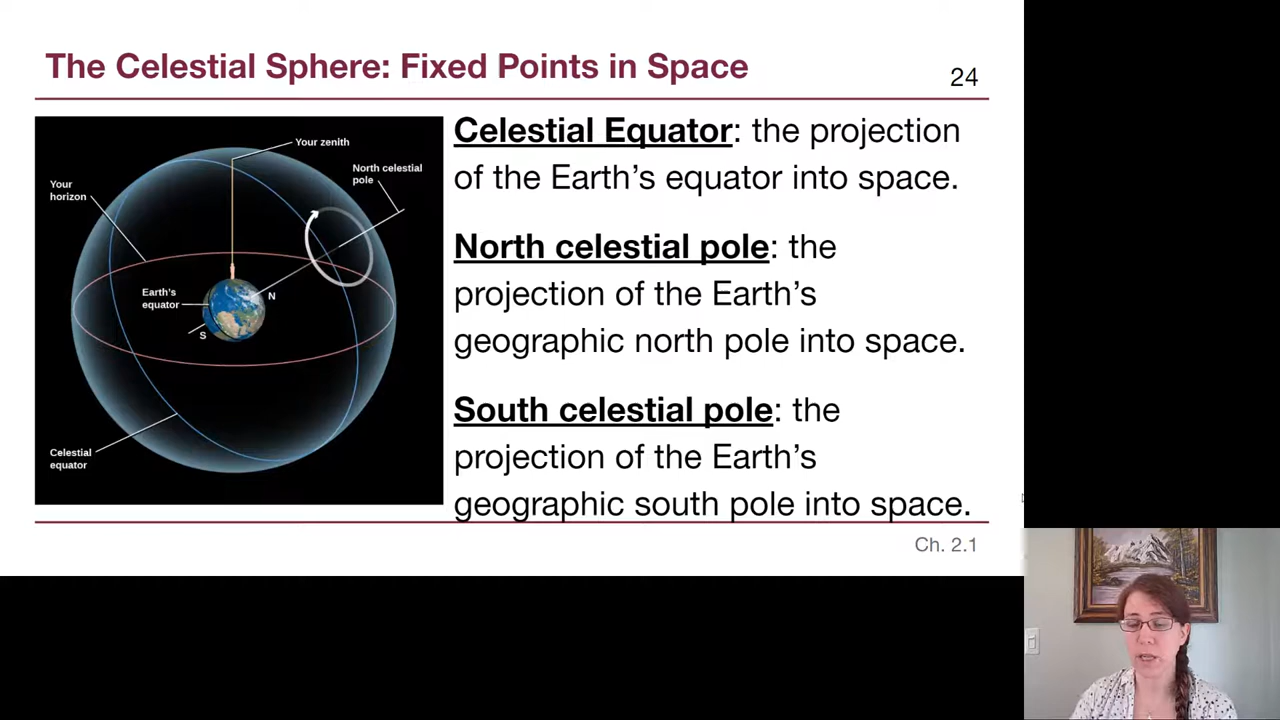 The Celestial Sphere: Fixed Points in Space
24
Your zenith
North celestial
pole
Your
horizon
Earth's
equator
N
S
Celestial
equator
Celestial Equator: the projection
of the Earth’s equator into space.
North celestial pole: the
projection of the Earth’s
geographic north pole into space.
South celestial pole: the
projection of the Earth’s
geographic south pole into space.
Ch. 2.1